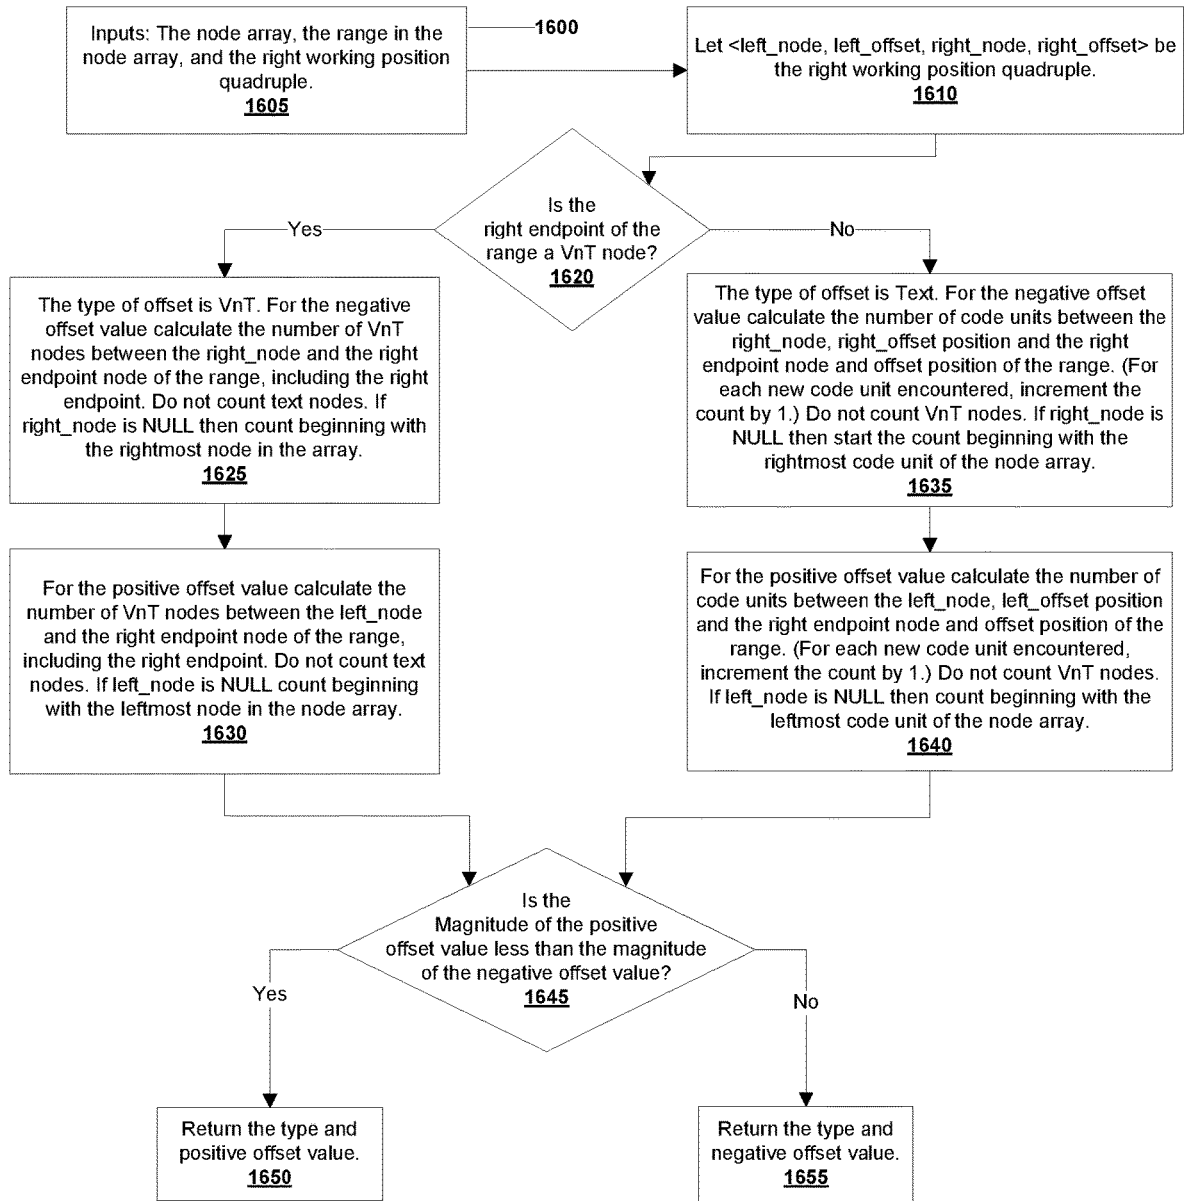 Inputs: The node array, the range in the
node array, and the right working position
quadruple.
1605
1600
Let <left_node, left_offset, right_node, right_offset> be
the right working position quadruple.
1610
Is the
right endpoint of the
range a VnT node?
1620
Yes
No
The type of offset is VnT. For the negative
offset value calculate the number of VnT
nodes between the right_node and the right
endpoint node of the range, including the right
endpoint. Do not count text nodes. If
right_node is NULL then count beginning with
the rightmost node in the array.
1625
The type of offset is Text. For the negative offset
value calculate the number of code units between the
right_node, right_offset position and the right
endpoint node and offset position of the range. (For
each new code unit encountered, increment the
count by 1.) Do not count VnT nodes. If right_node is
NULL then start the count beginning with the
rightmost code unit of the node array.
1635
For the positive offset value calculate the
number of VnT nodes between the left_node
and the right endpoint node of the range,
including the right endpoint. Do not count text
nodes. If left_node is NULL count beginning
with the leftmost node in the node array.
1630
For the positive offset value calculate the number of
code units between the left_node, left_offset position
and the right endpoint node and offset position of the
range. (For each new code unit encountered,
increment the count by 1.) Do not count VnT nodes.
If left_node is NULL then count beginning with the
leftmost code unit of the node array.
1640
Is the
Magnitude of the positive
offset value less than the magnitude
of the negative offset value?
1645
Yes
No
Return the type and
positive offset value.
1650
Return the type and
negative offset value.
1655